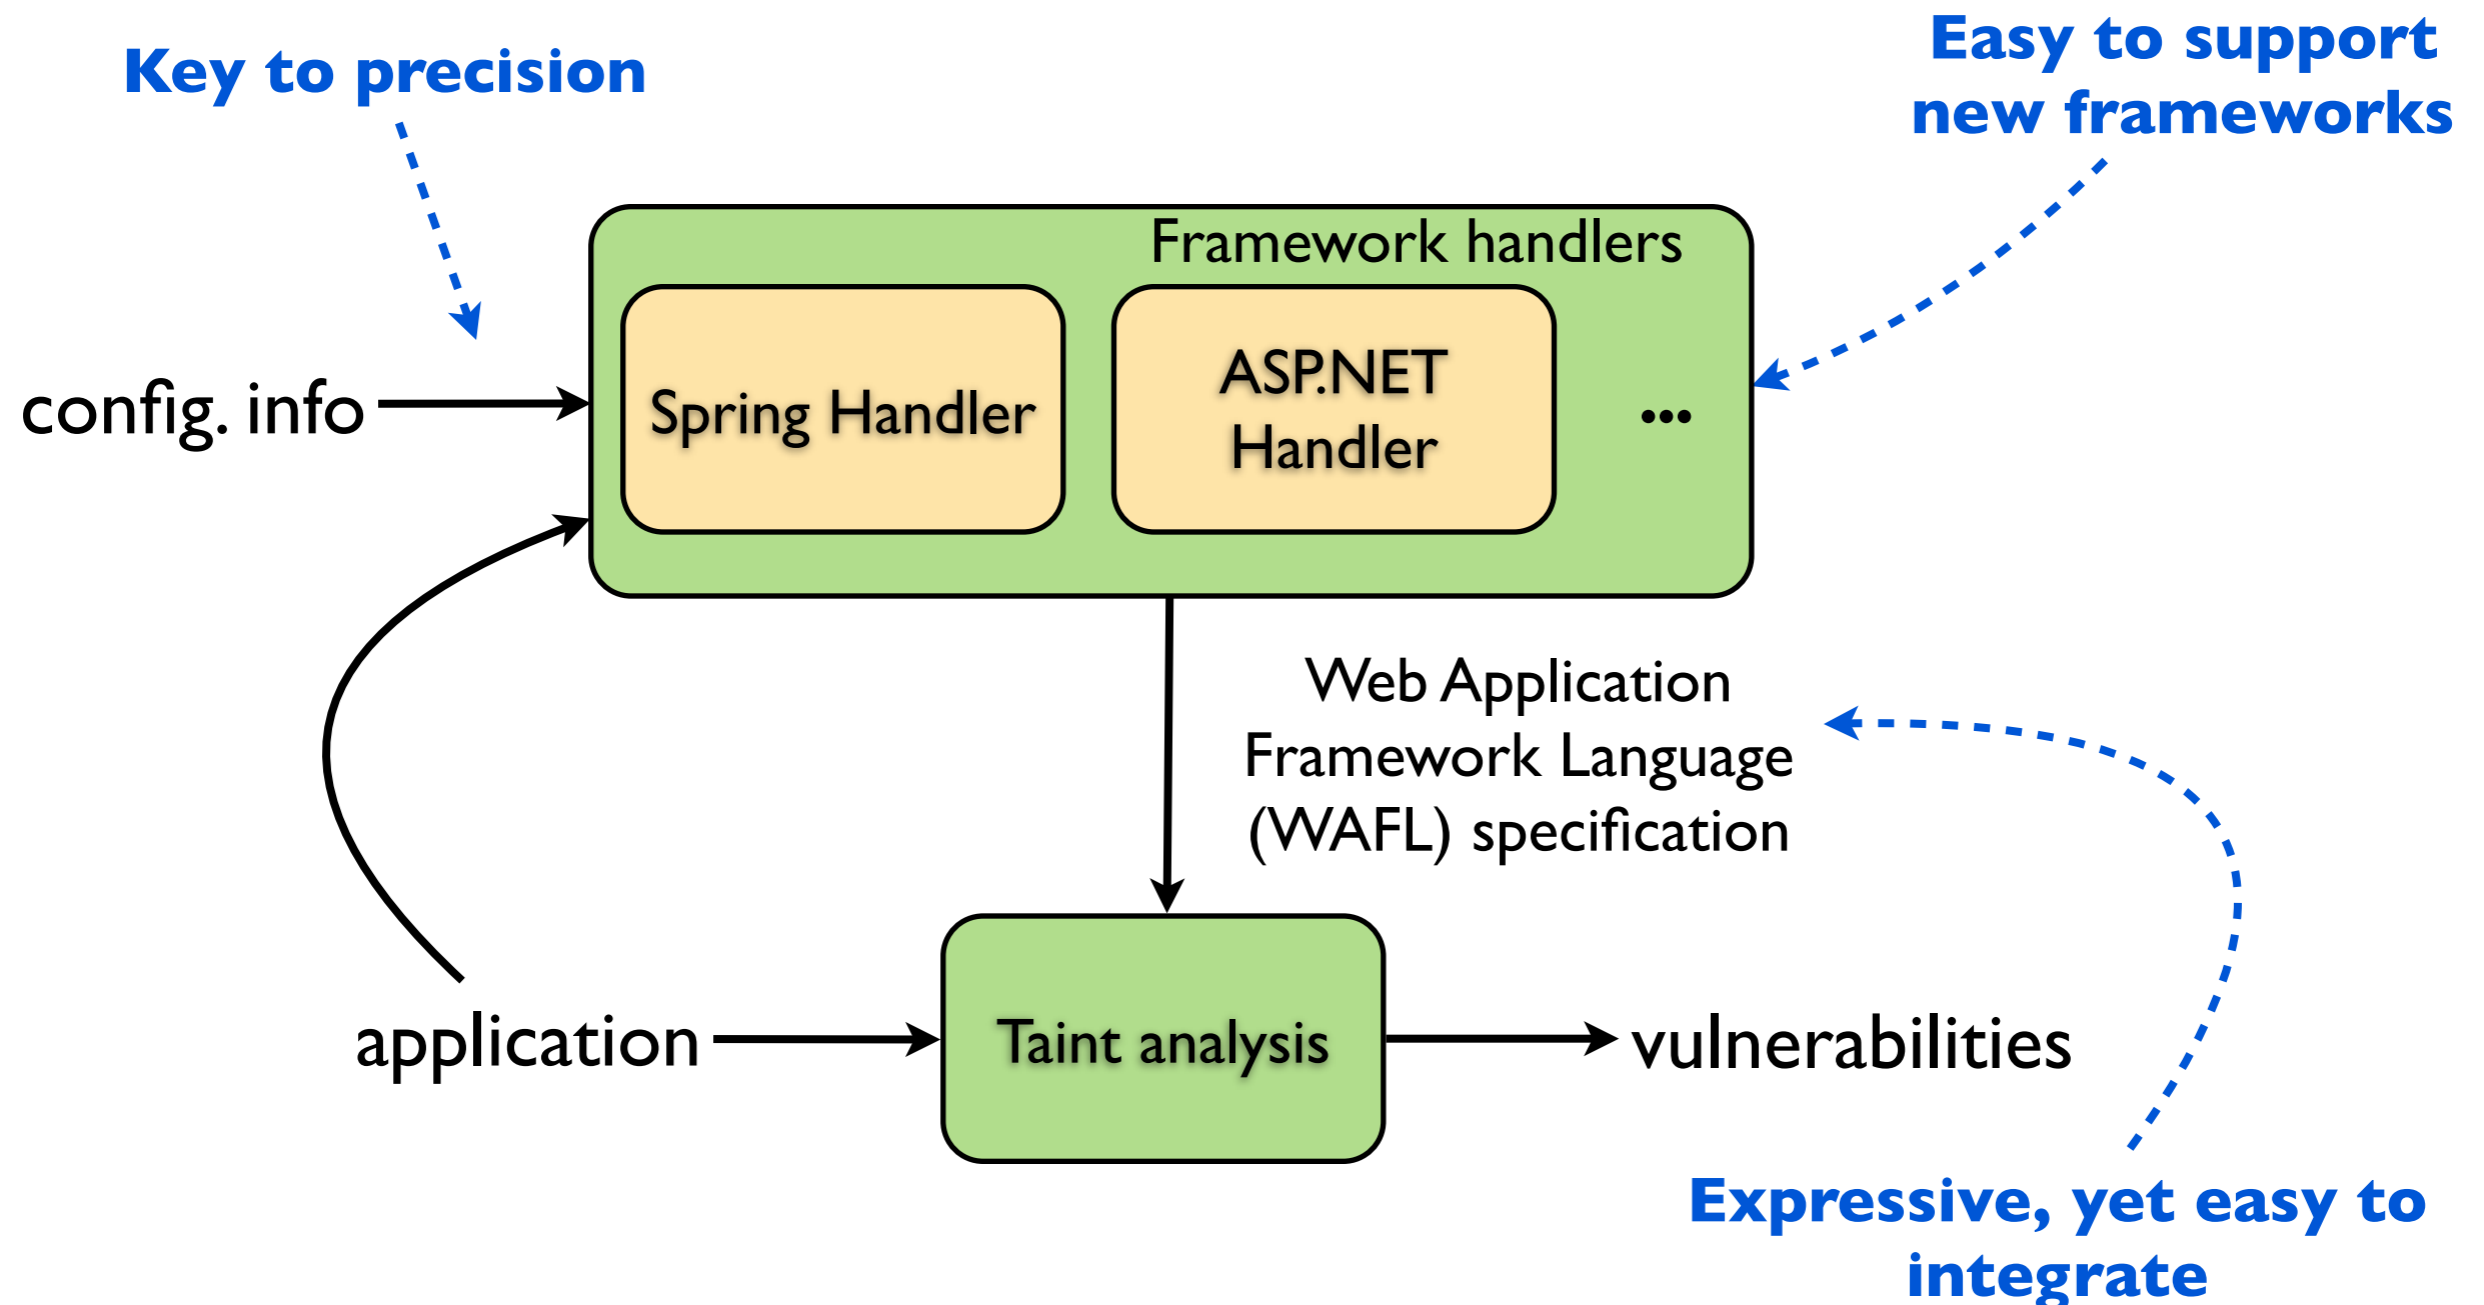 Key to precision
Easy to support
new frameworks
Framework handlers
config. info
Spring Handler
ASP.NET
Handler
...
Web Application
Framework Language
(WAFL) specification
application
Taint analysis
vulnerabilities
Expressive, yet easy to
integrate